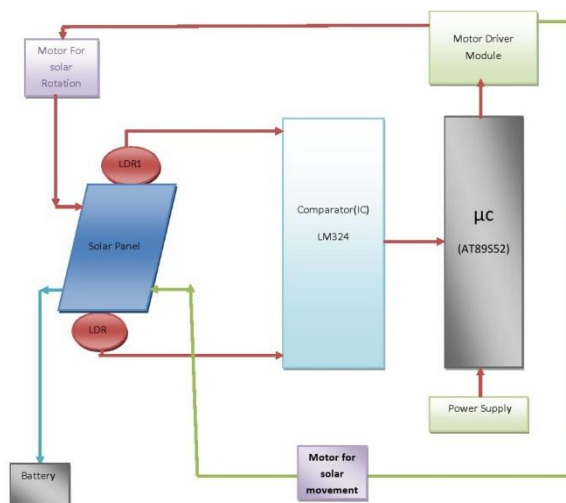 Motor For
solar
Rotation
Motor Driver
Module
LDR1
Solar Panel
Comparator(IC)
LM324
µc
(AT89S52)
LDR
Power Supply
Battery
Motor for
solar
movement